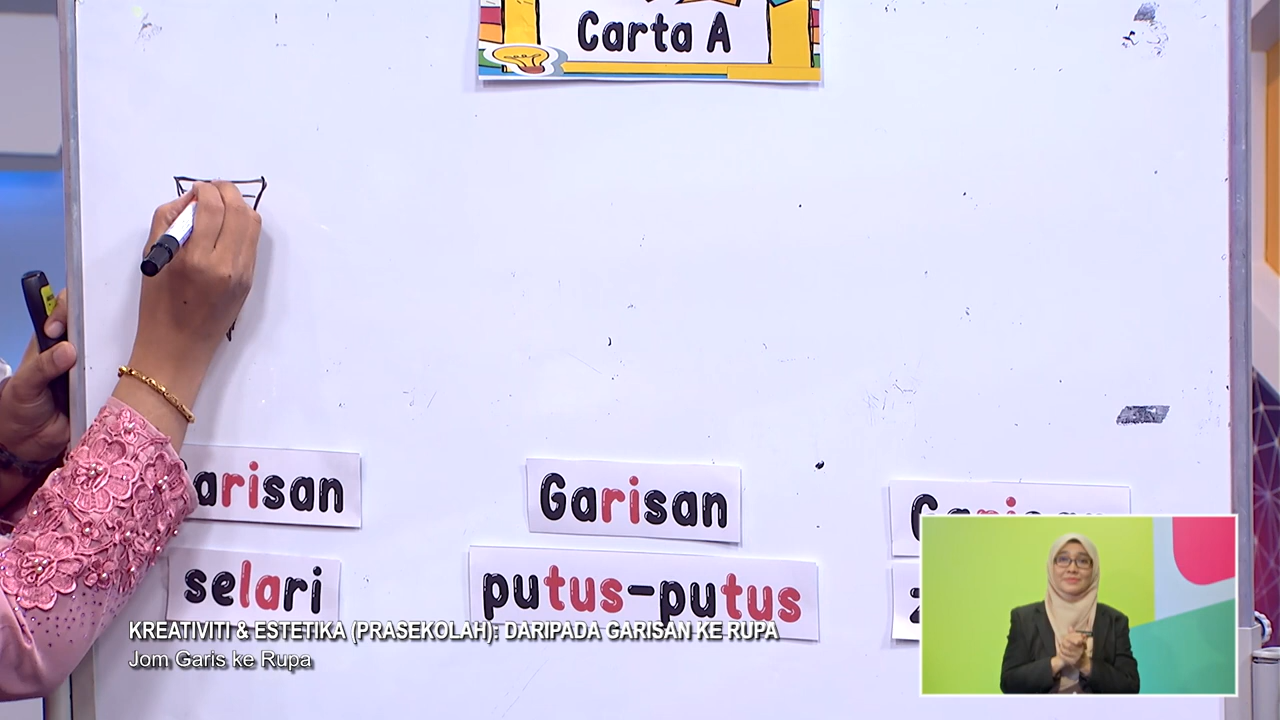 Carta A
arisan
selari
Garisan
putus-putus
KREATIVITI & ESTETIKA (PRASEKOLAH): DARIPADA GARISAN KE RUPA
Jom Garis ke Rupa